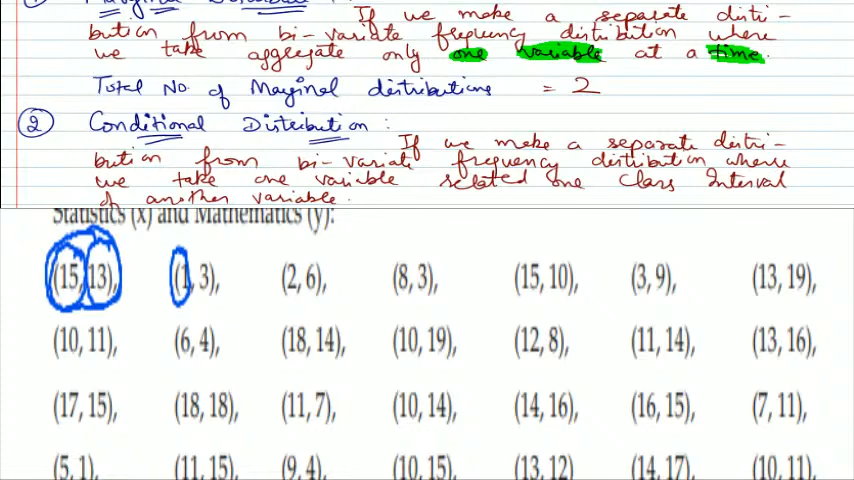 ① Marginal Distribution :
If we make a separate distri-
bution from bi-variate frequency distribution where
we take aggregate only one variable at a time.
Total No. of Marginal distributions = 2
② Conditional Distribution :
If we make a separate distri-
bution from bi-variate frequency distribution where
we take one variable related one Class Interval
of another variable.
Statistics (x) and Mathematics (y):
(15, 13), (1, 3), (2, 6), (8, 3), (15, 10), (3, 9), (13, 19),
(10, 11), (6, 4), (18, 14), (10, 19), (12, 8), (11, 14), (13, 16),
(17, 15), (18, 18), (11, 7), (10, 14), (14, 16), (16, 15), (7, 11),
(5, 1), (11, 15), (9, 4), (10, 15), (13, 12) (14, 17), (10, 11),